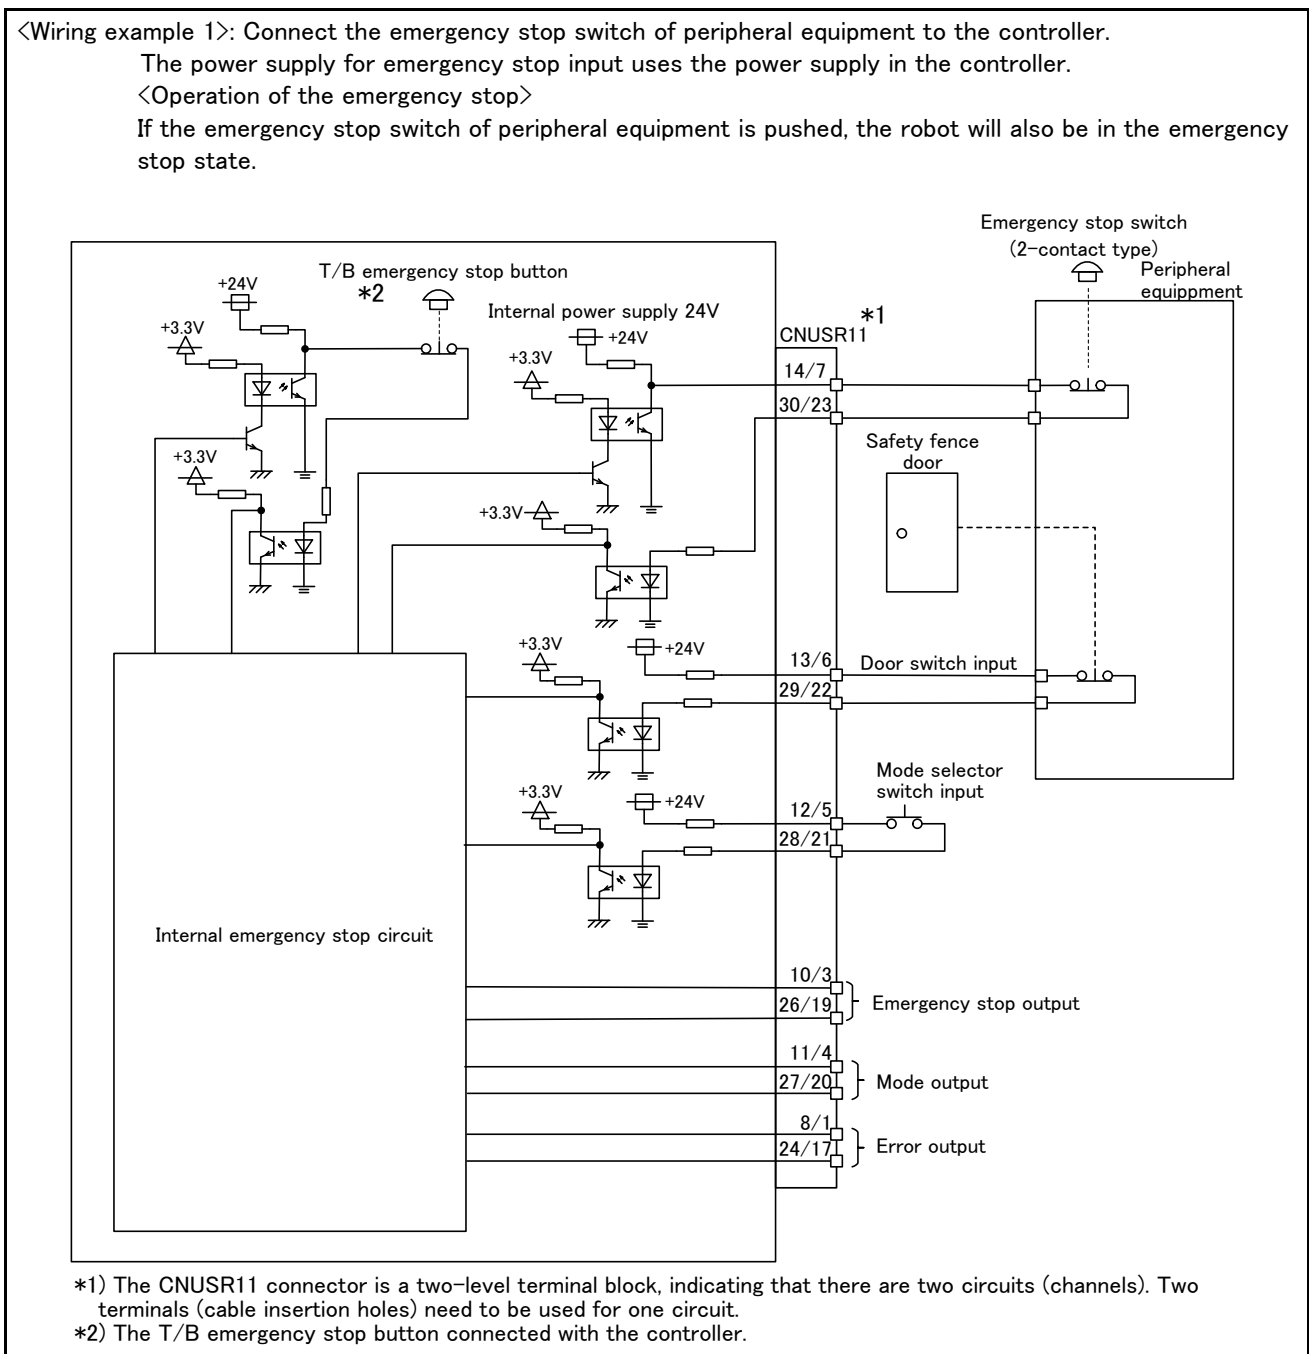 <Wiring example 1>: Connect the emergency stop switch of peripheral equipment to the controller.
The power supply for emergency stop input uses the power supply in the controller.
<Operation of the emergency stop>
If the emergency stop switch of peripheral equipment is pushed, the robot will also be in the emergency
stop state.
Emergency stop switch
(2-contact type)
Peripheral
equippment
T/B emergency stop button
*2
+24V
+3.3V
Internal power supply 24V
+24V
+3.3V
*1
CNUSR11
14/7
30/23
+3.3V
+3.3V
Safety fence
door
+3.3V
+24V
13/6
Door switch input
29/22
Mode selector
switch input
+3.3V
+24V
12/5
28/21
Internal emergency stop circuit
10/3
26/19
Emergency stop output
11/4
27/20
Mode output
8/1
24/17
Error output
*1) The CNUSR11 connector is a two-level terminal block, indicating that there are two circuits (channels). Two
terminals (cable insertion holes) need to be used for one circuit.
*2) The T/B emergency stop button connected with the controller.